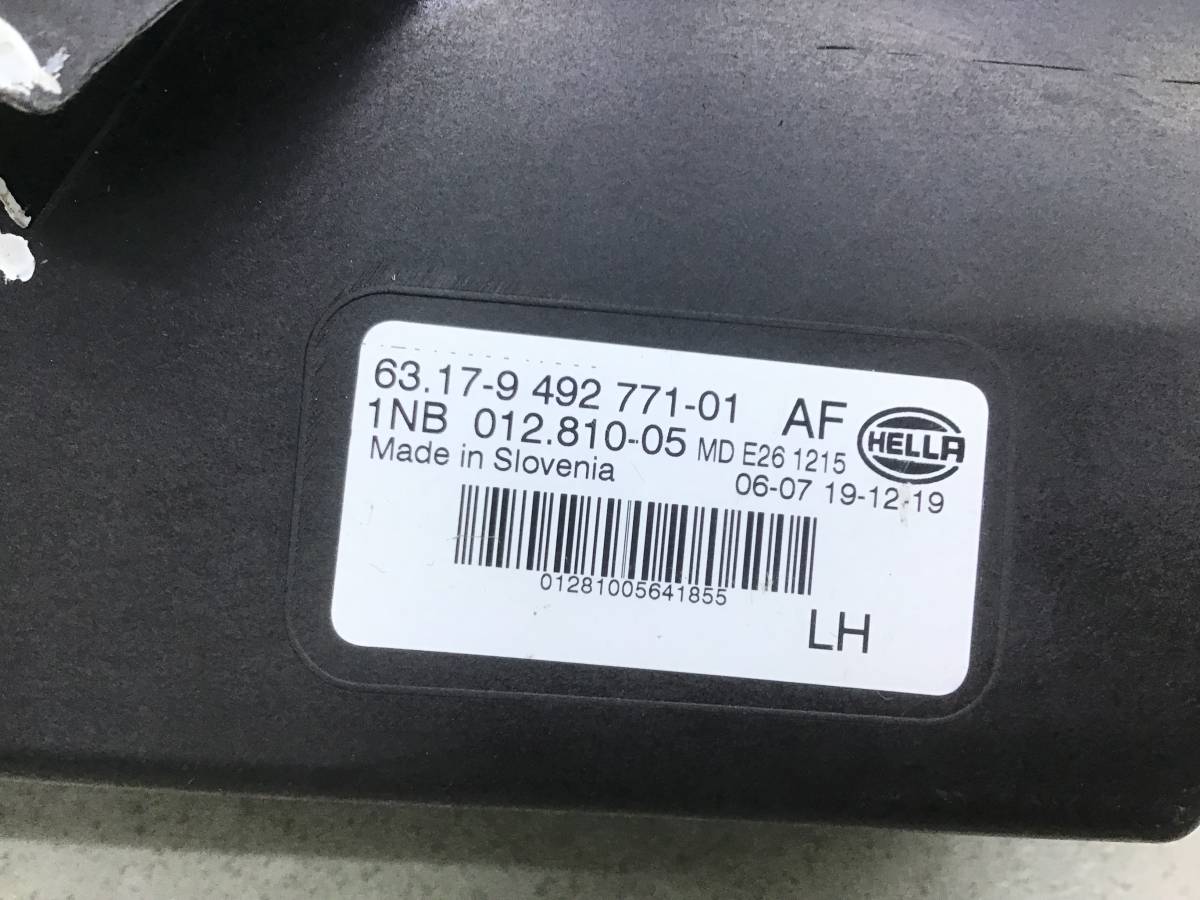 63.17-9 492 771-01 AF
1NB 012.810-05 MD E26 1215
HELLA
Made in Slovenia 06-07 19-12-19
01281005641855
LH